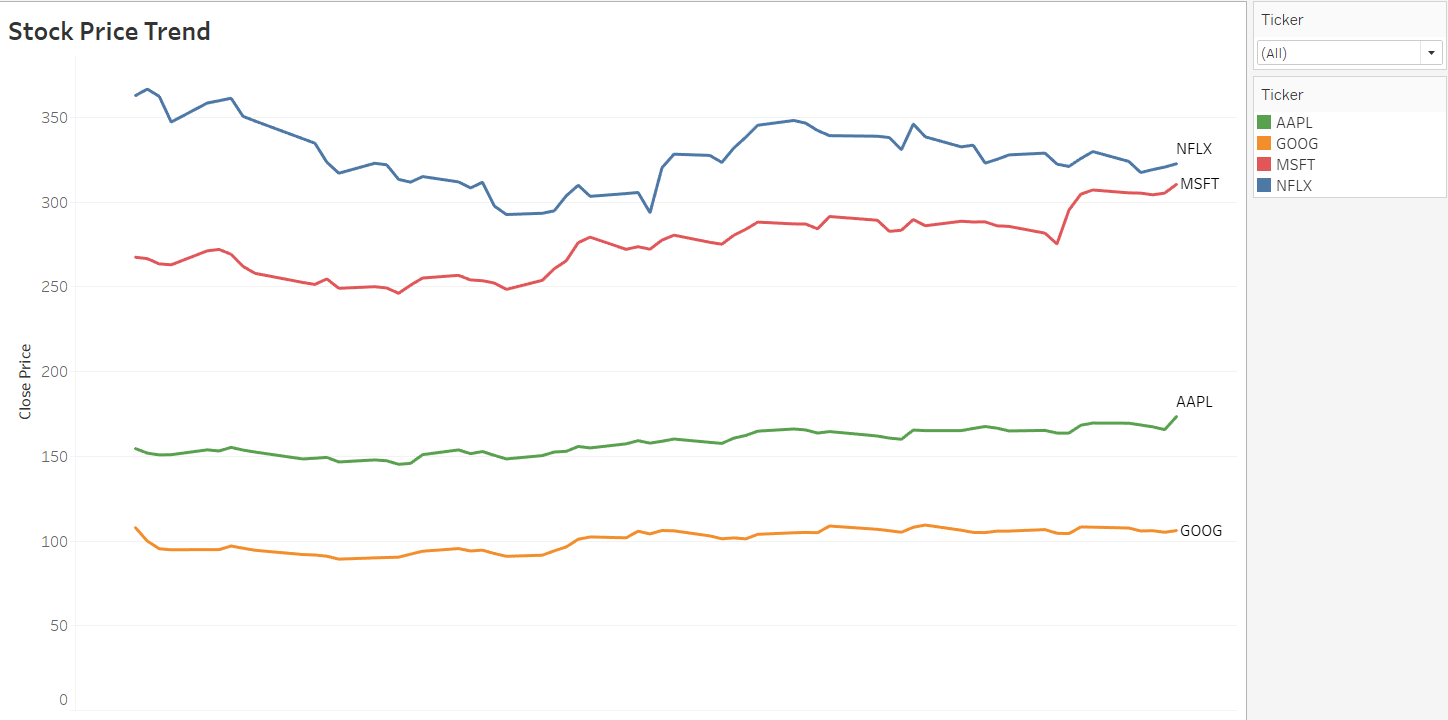 Stock Price Trend
Close Price
350
300
250
200
150
100
50
0
NFLX
MSFT
AAPL
GOOG
Ticker
(All)
Ticker
AAPL
GOOG
MSFT
NFLX